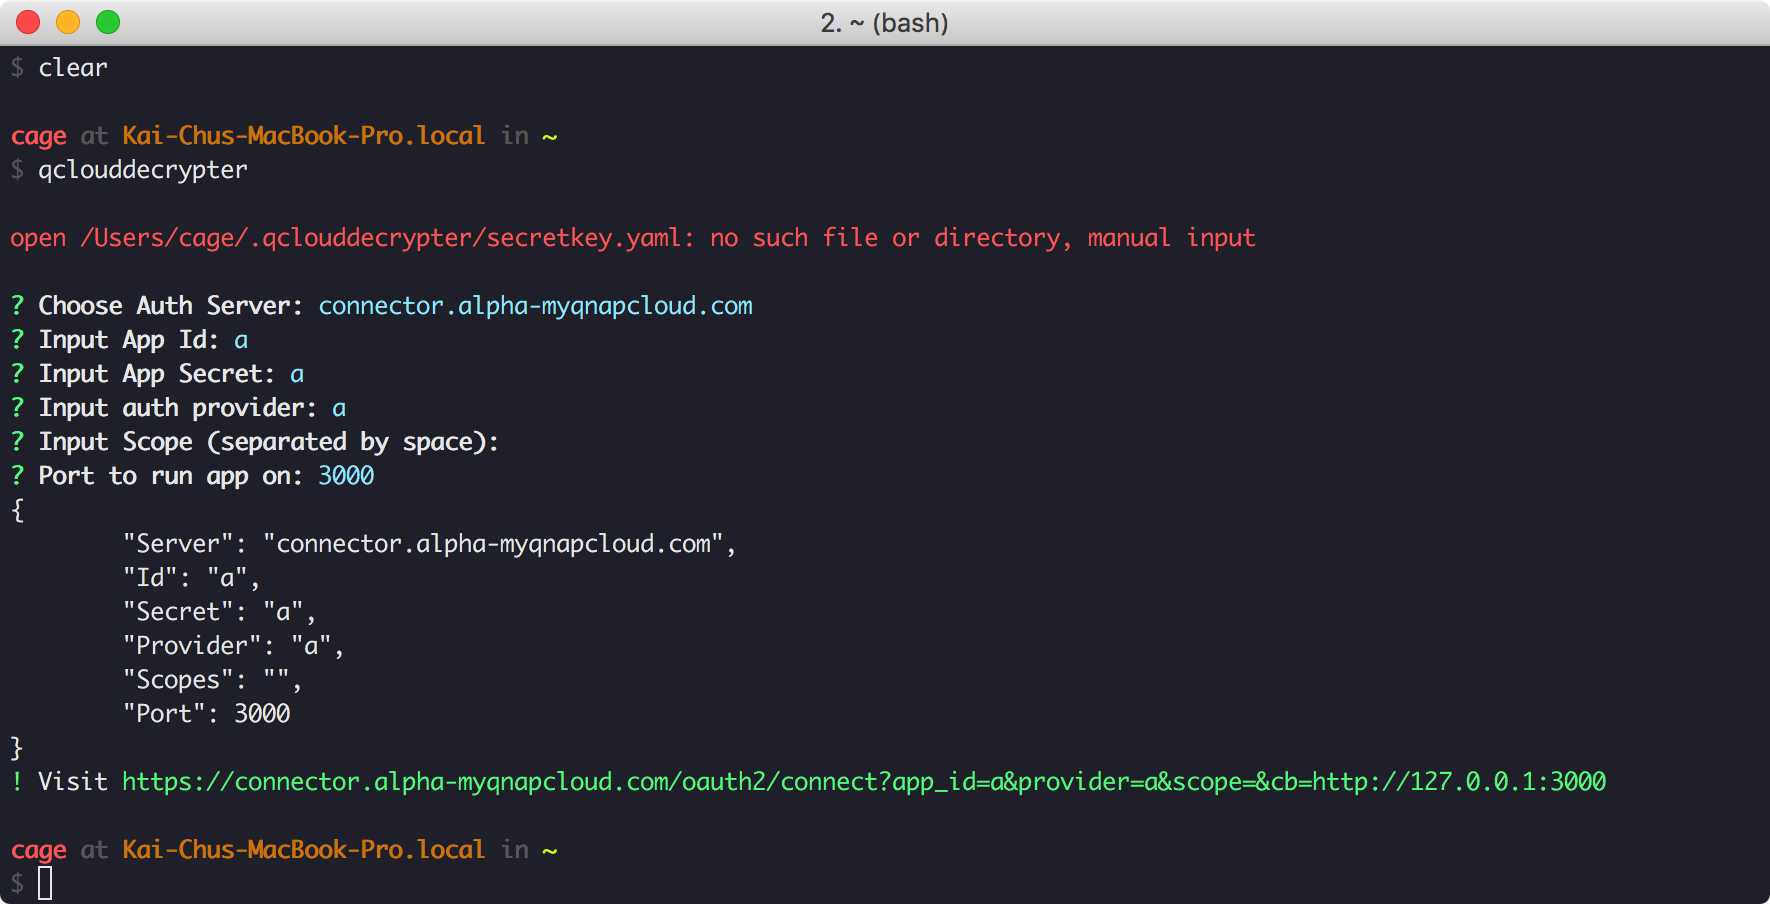 2. ~ (bash)
$ clear
cage at Kai-Chus-MacBook-Pro.local in ~
$ qclouddecrypter
open /Users/cage/.qclouddecrypter/secretkey.yaml: no such file or directory, manual input
? Choose Auth Server: connector.alpha-myqnapcloud.com
? Input App Id: a
? Input App Secret: a
? Input auth provider: a
? Input Scope (separated by space):
? Port to run app on: 3000
{
        "Server": "connector.alpha-myqnapcloud.com",
        "Id": "a",
        "Secret": "a",
        "Provider": "a",
        "Scopes": "",
        "Port": 3000
}
! Visit https://connector.alpha-myqnapcloud.com/oauth2/connect?app_id=a&provider=a&scope=&cb=http://127.0.0.1:3000
cage at Kai-Chus-MacBook-Pro.local in ~
$